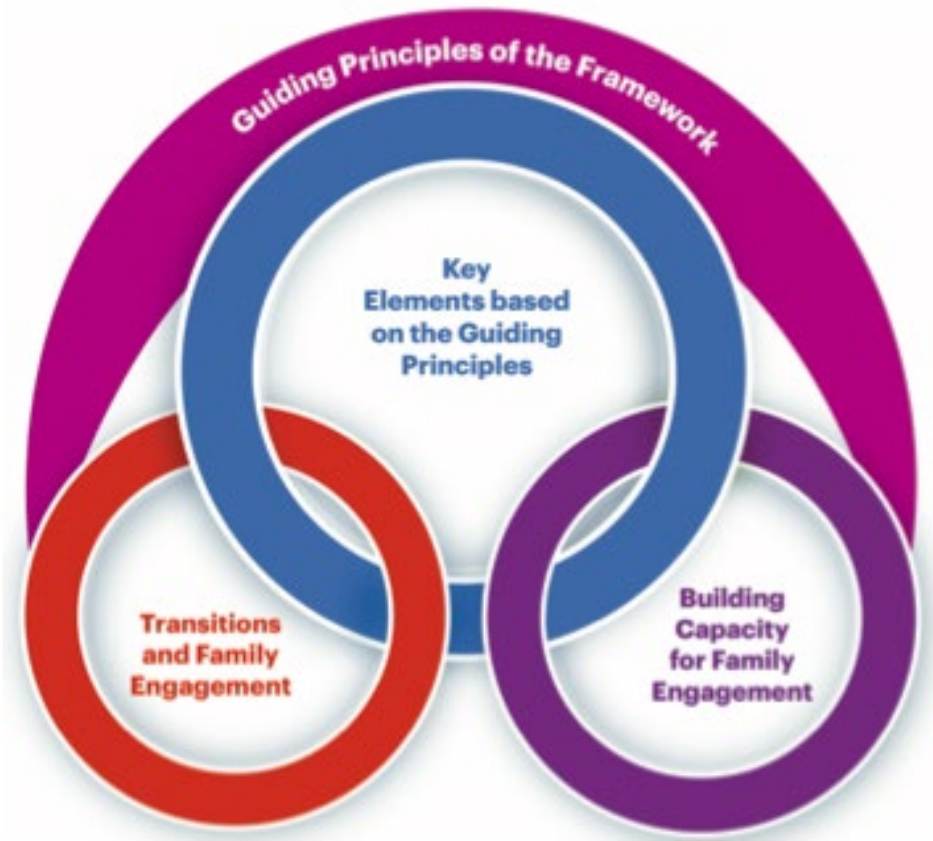 Guiding Principles of the Framework
Key
Elements based
on the Guiding
Principles
Transitions
and Family
Engagement
Building
Capacity
for Family
Engagement